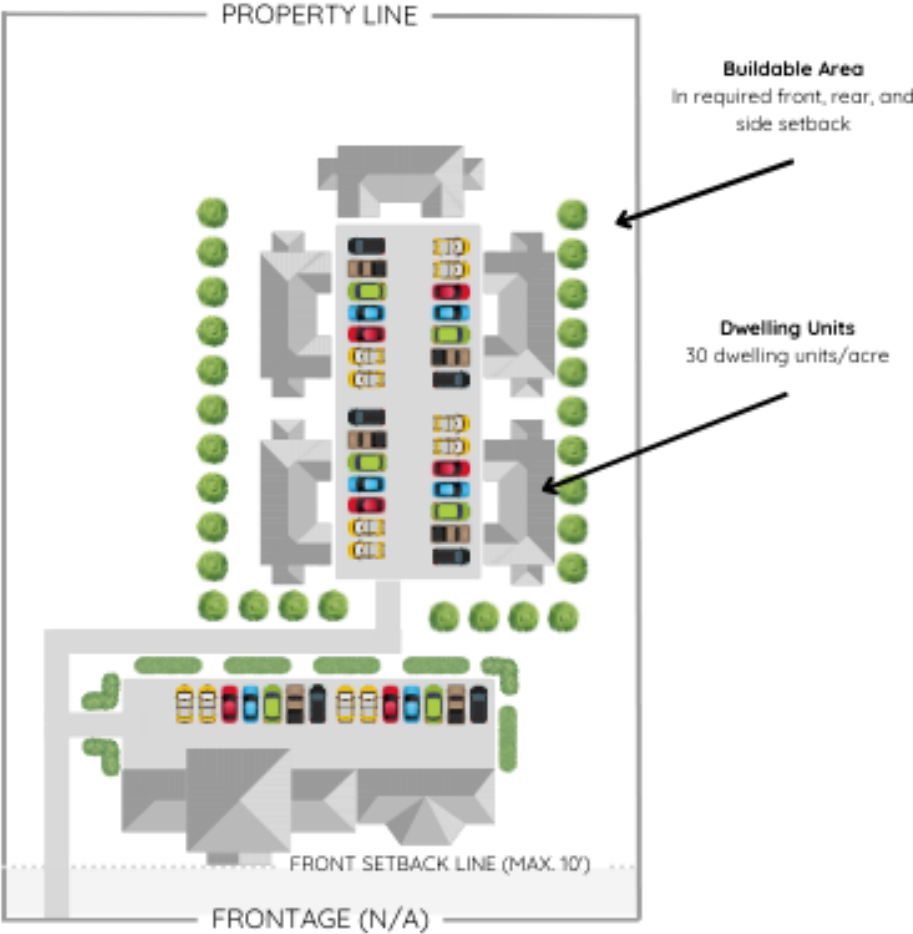 PROPERTY LINE
Buildable Area
In required front, rear, and
side setback
Dwelling Units
30 dwelling units/acre
FRONT SETBACK LINE (MAX. 10')
FRONTAGE (N/A)